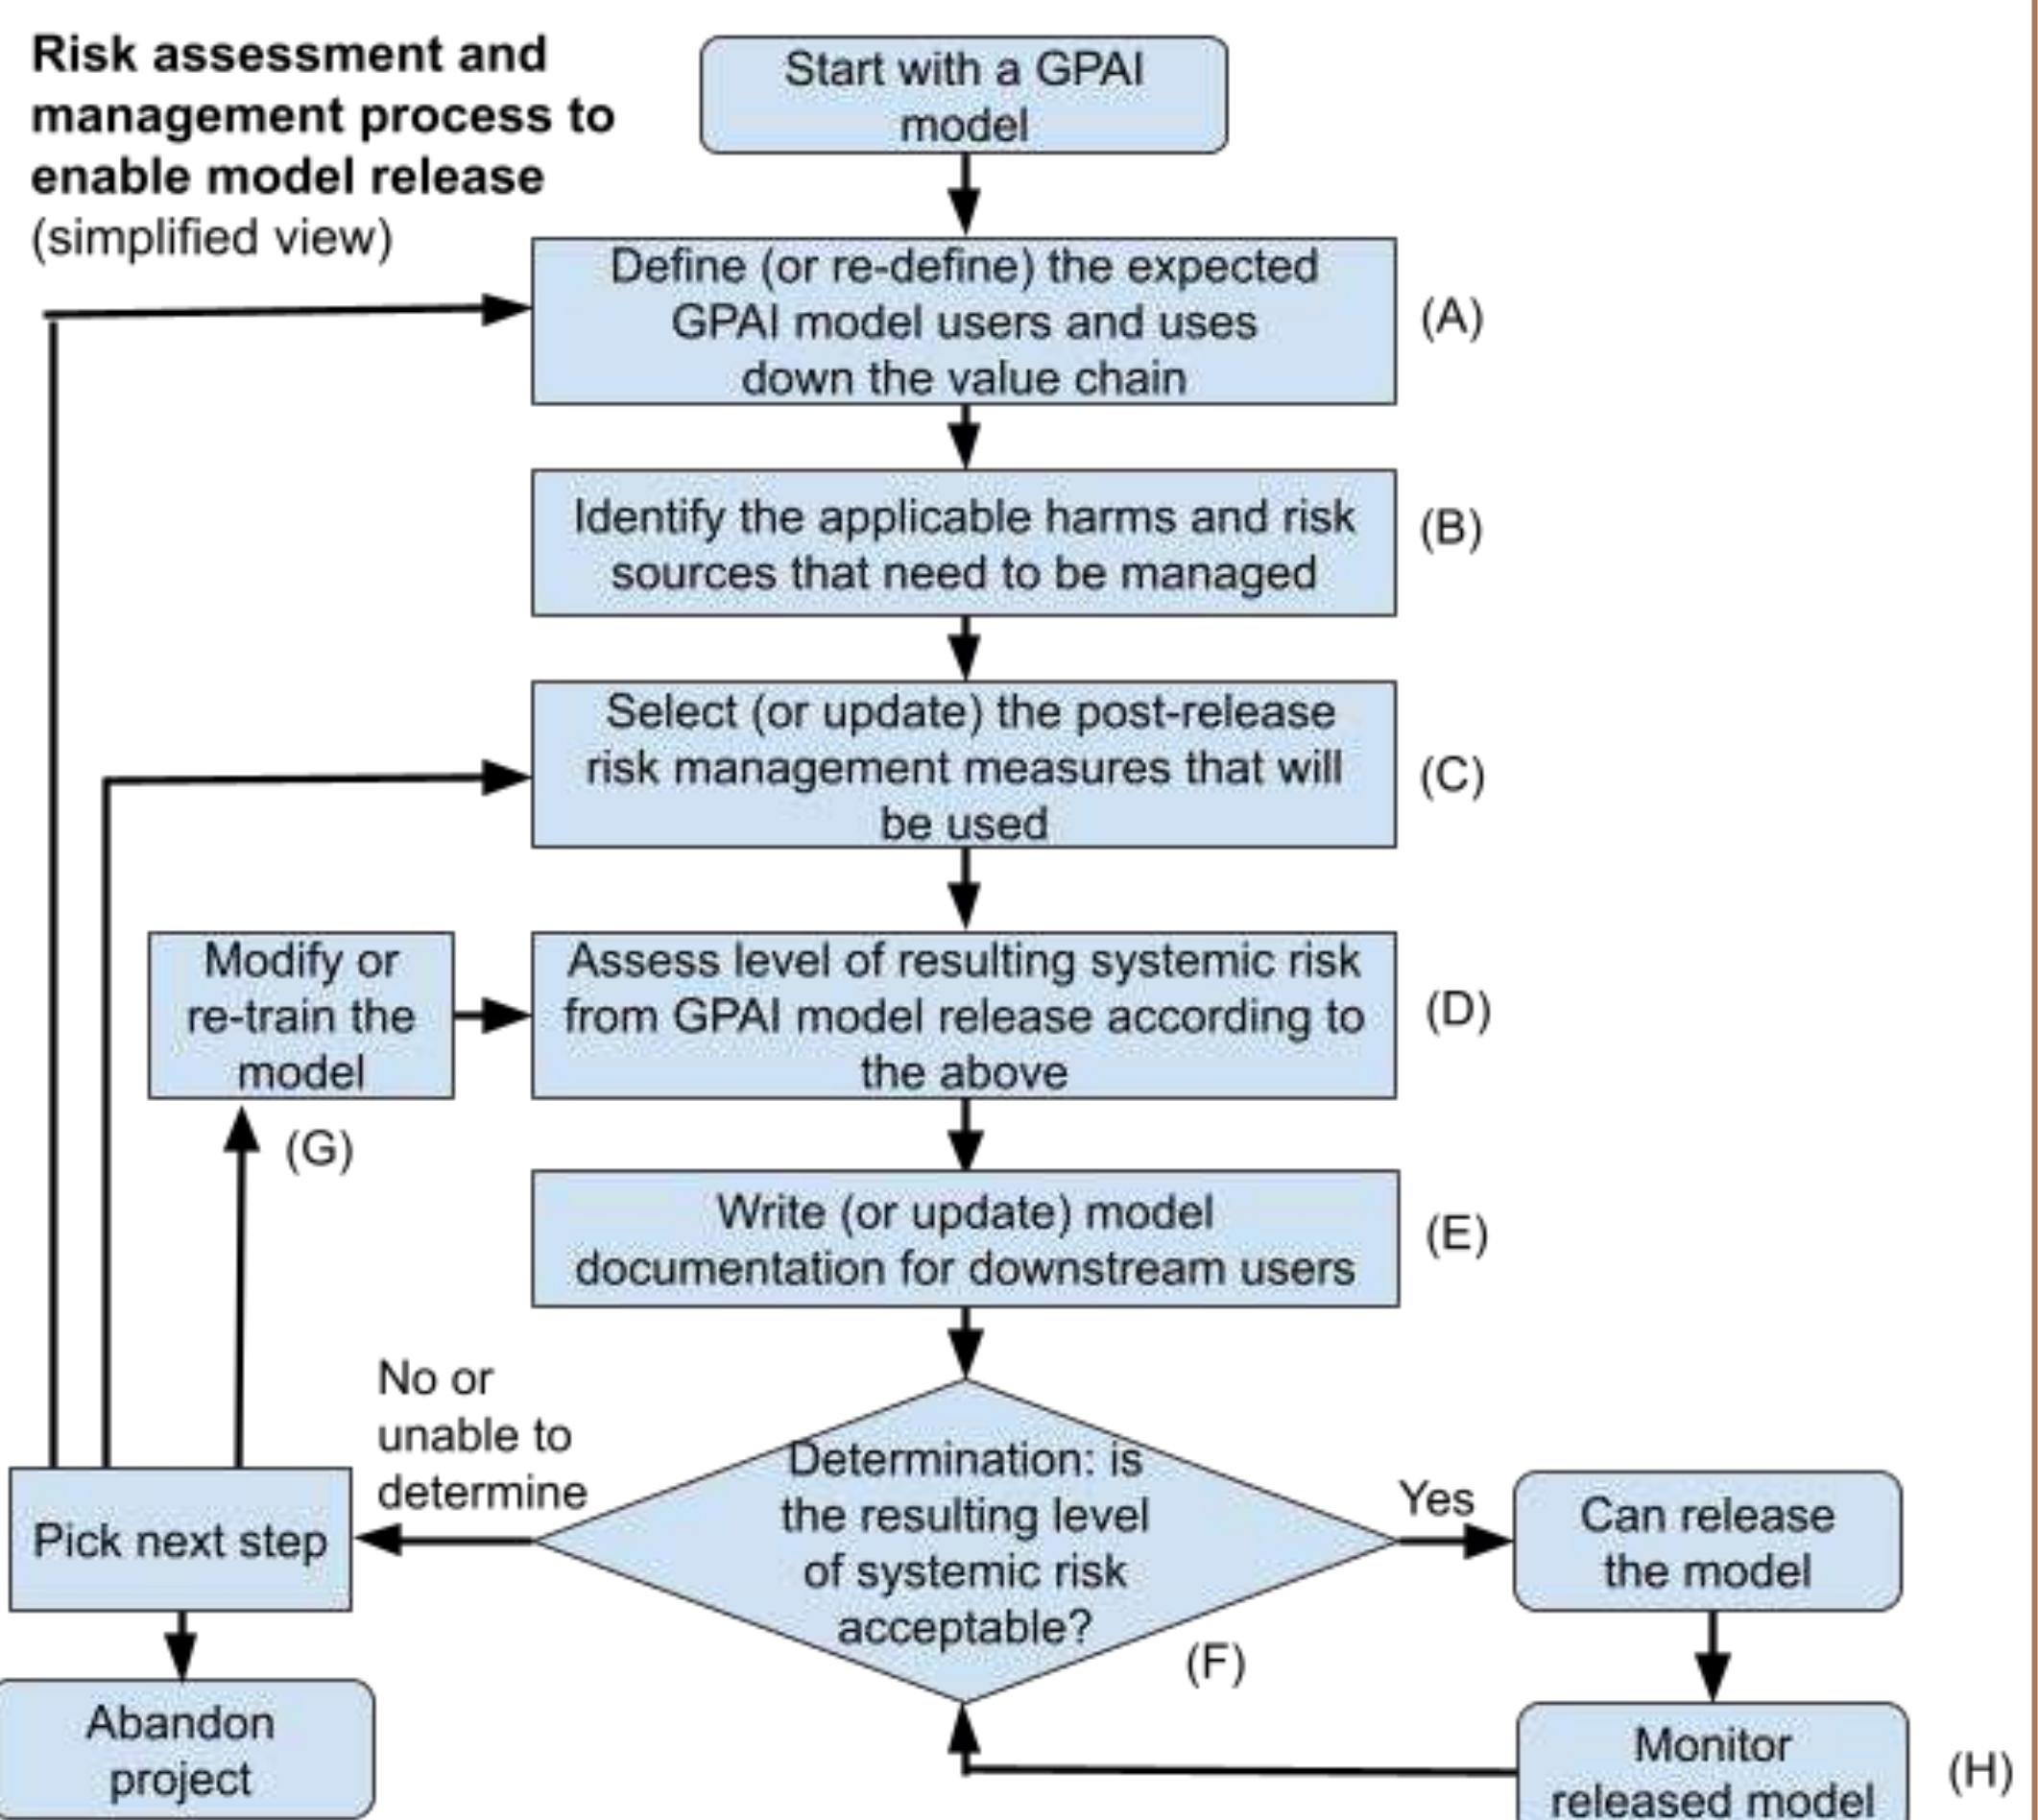 Risk assessment and
management process to
enable model release
(simplified view)
Start with a GPAI
model
Define (or re-define) the expected
GPAI model users and uses
down the value chain
(A)
Identify the applicable harms and risk
sources that need to be managed
(B)
Select (or update) the post-release
risk management measures that will
be used
(C)
Modify or
re-train the
model
(G)
Assess level of resulting systemic risk
from GPAI model release according to
the above
(D)
Write (or update) model
documentation for downstream users
(E)
No or
unable to
determine
Determination: is
the resulting level
of systemic risk
acceptable?
(F)
Yes
Can release
the model
Pick next step
Abandon
project
Monitor
released model
(H)